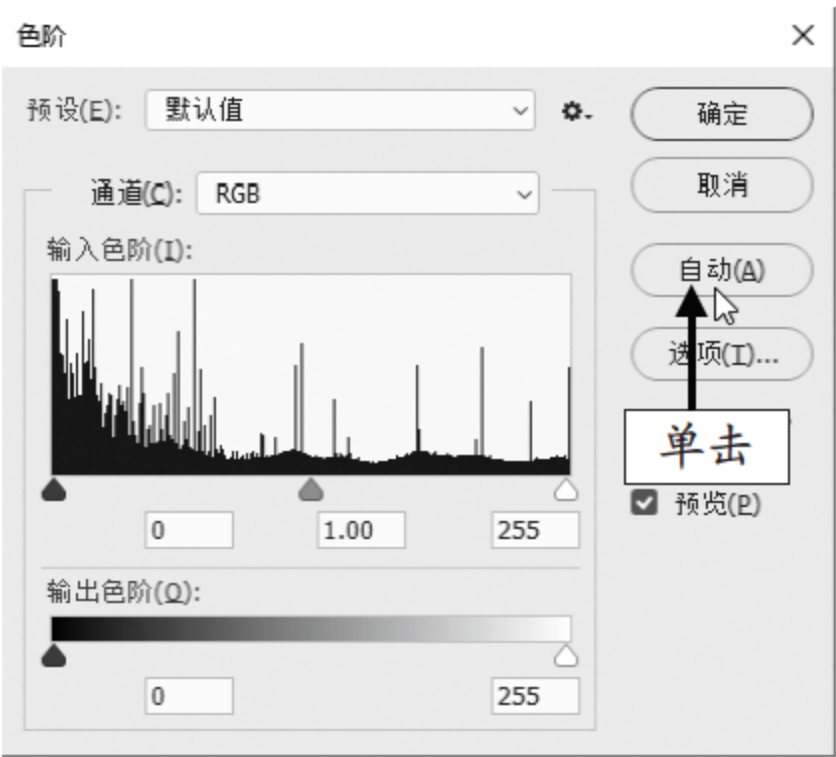 色阶
预设(E): 默认值
确定
取消
通道(C): RGB
输入色阶(I):
自动(A)
选项(T)...
单击
预览(P)
0 1.00 255
输出色阶(O):
0 255